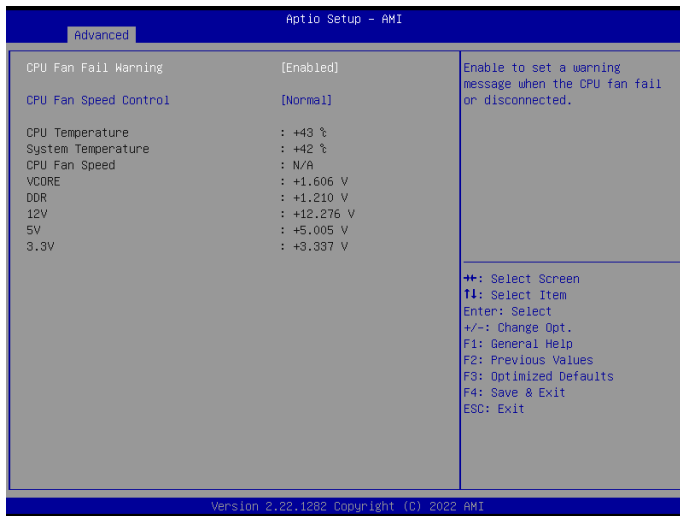 Aptio Setup - AMI
Advanced
CPU Fan Fail Warning [Enabled]
CPU Fan Speed Control [Normal]
CPU Temperature : +43 %
System Temperature : +42 %
CPU Fan Speed : N/A
VCORE : +1.606 V
DDR : +1.210 V
12V : +12.276 V
5V : +5.005 V
3.3V : +3.337 V
Enable to set a warning
message when the CPU fan fail
or disconnected.
→←: Select Screen
↑↓: Select Item
Enter: Select
+/-: Change Opt.
F1: General Help
F2: Previous Values
F3: Optimized Defaults
F4: Save & Exit
ESC: Exit
Version 2.22.1282 Copyright (C) 2022 AMI